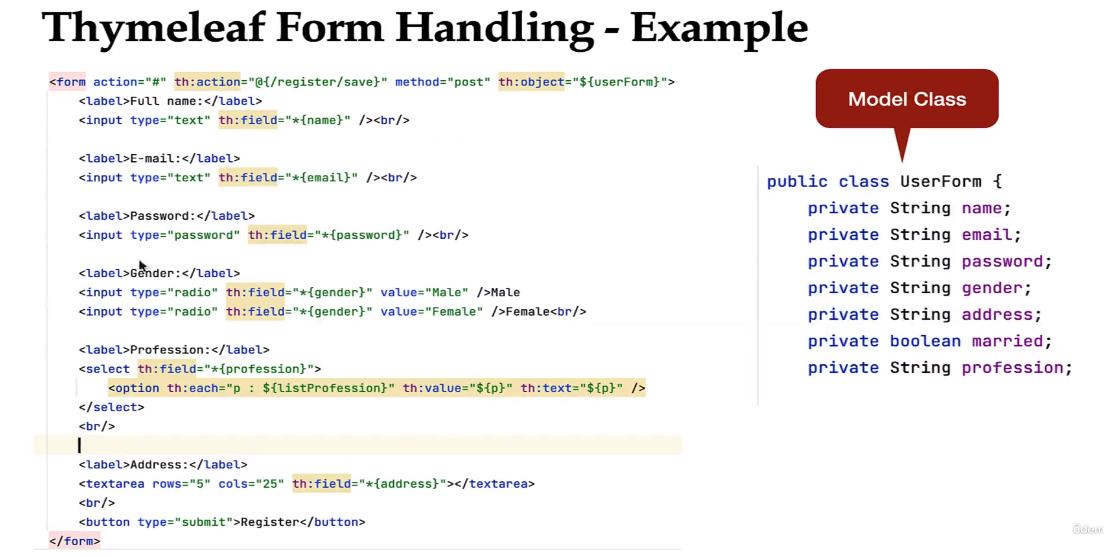 Thymeleaf Form Handling - Example
<form action="#" th:action="@{/register/save}" method="post" th:object="${userForm}">
<label>Full name:</label>
<input type="text" th:field="*{name}" /><br/>
<label>E-mail:</label>
<input type="text" th:field="*{email}" /><br/>
<label>Password:</label>
<input type="password" th:field="*{password}" /><br/>
<label>Gender:</label>
<input type="radio" th:field="*{gender}" value="Male" />Male
<input type="radio" th:field="*{gender}" value="Female" />Female<br/>
<label>Profession:</label>
<select th:field="*{profession}">
<option th:each="p : ${listProfession}" th:value="${p}" th:text="${p}" />
</select>
<br/>
<label>Address:</label>
<textarea rows="5" cols="25" th:field="*{address}"></textarea>
<br/>
<button type="submit">Register</button>
</form>
Model Class
public class UserForm {
private String name;
private String email;
private String password;
private String gender;
private String address;
private boolean married;
private String profession;